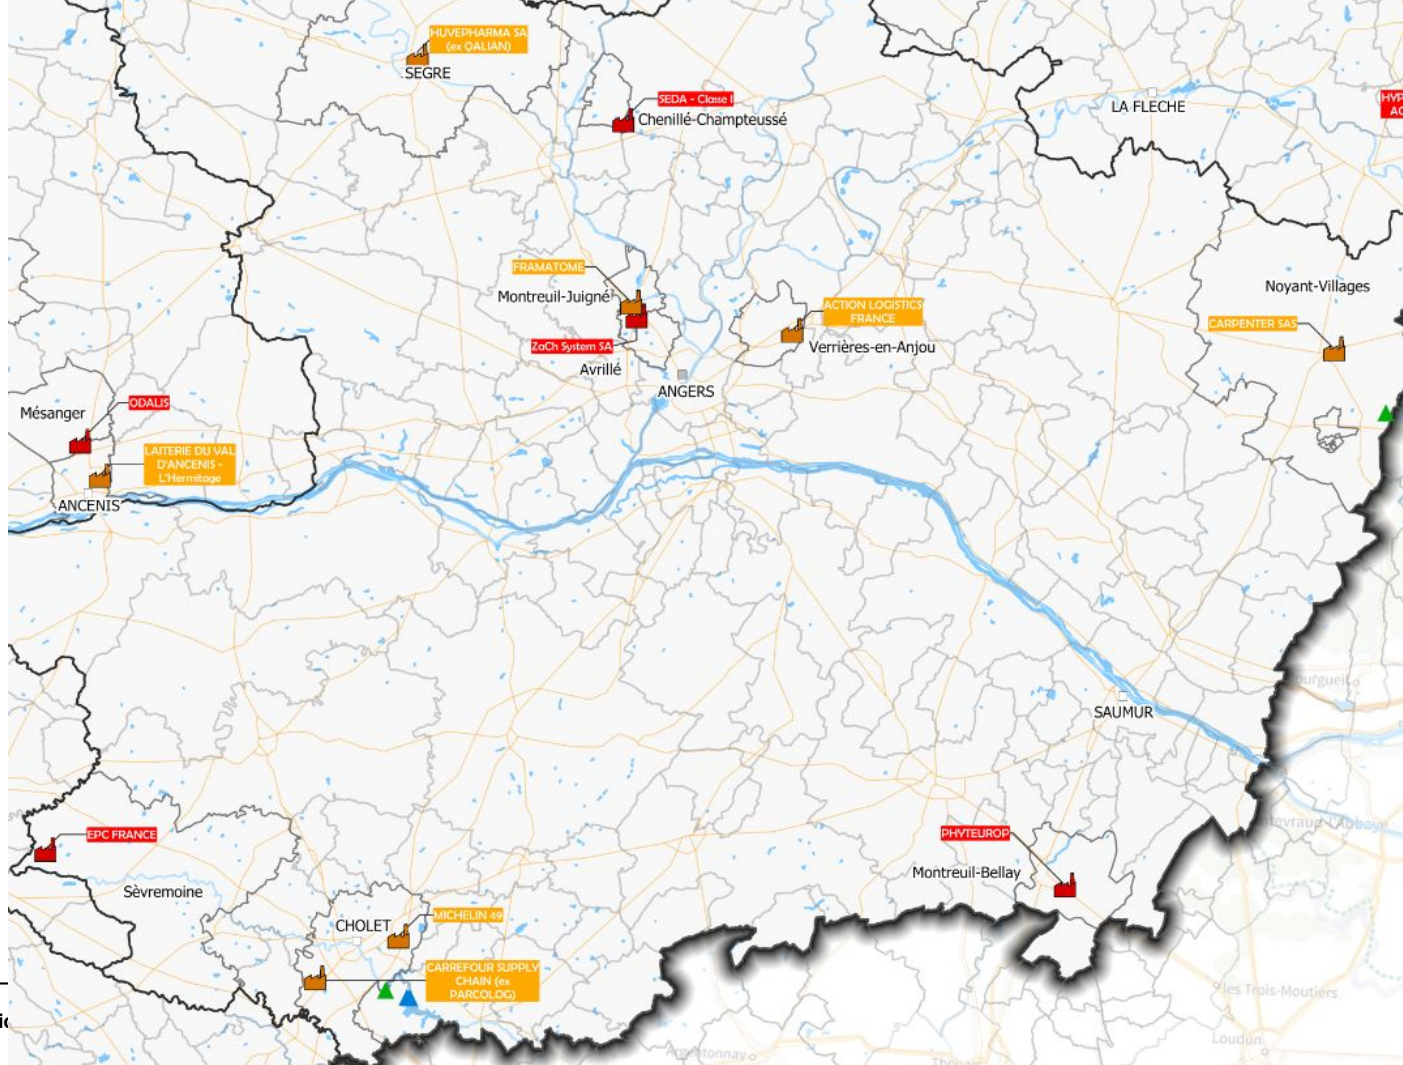 HUVEPHARMA SA
(ex QALIAN)
SEGRE
SEDA - Classe I
Chenillé-Champteussé
LA FLECHE
FRAMATOME
Montreuil-Juigné
ZaCh System SA
Avrillé
ANGERS
ACTION LOGISTICS
FRANCE
Verrières-en-Anjou
Noyant-Villages
CARPENTER SAS
Mésanger
ODALIS
LAITERIE DU VAL
D'ANCENIS -
L'Hermitage
ANCENIS
SAUMUR
EPC FRANCE
Sèvremoine
PHYTEUROP
Montreuil-Bellay
CHOLET
MICHELIN 49
CARREFOUR SUPPLY
CHAIN (ex
PARCOLOG)
les Trois-Moutiers
Loudun
Argentonnay